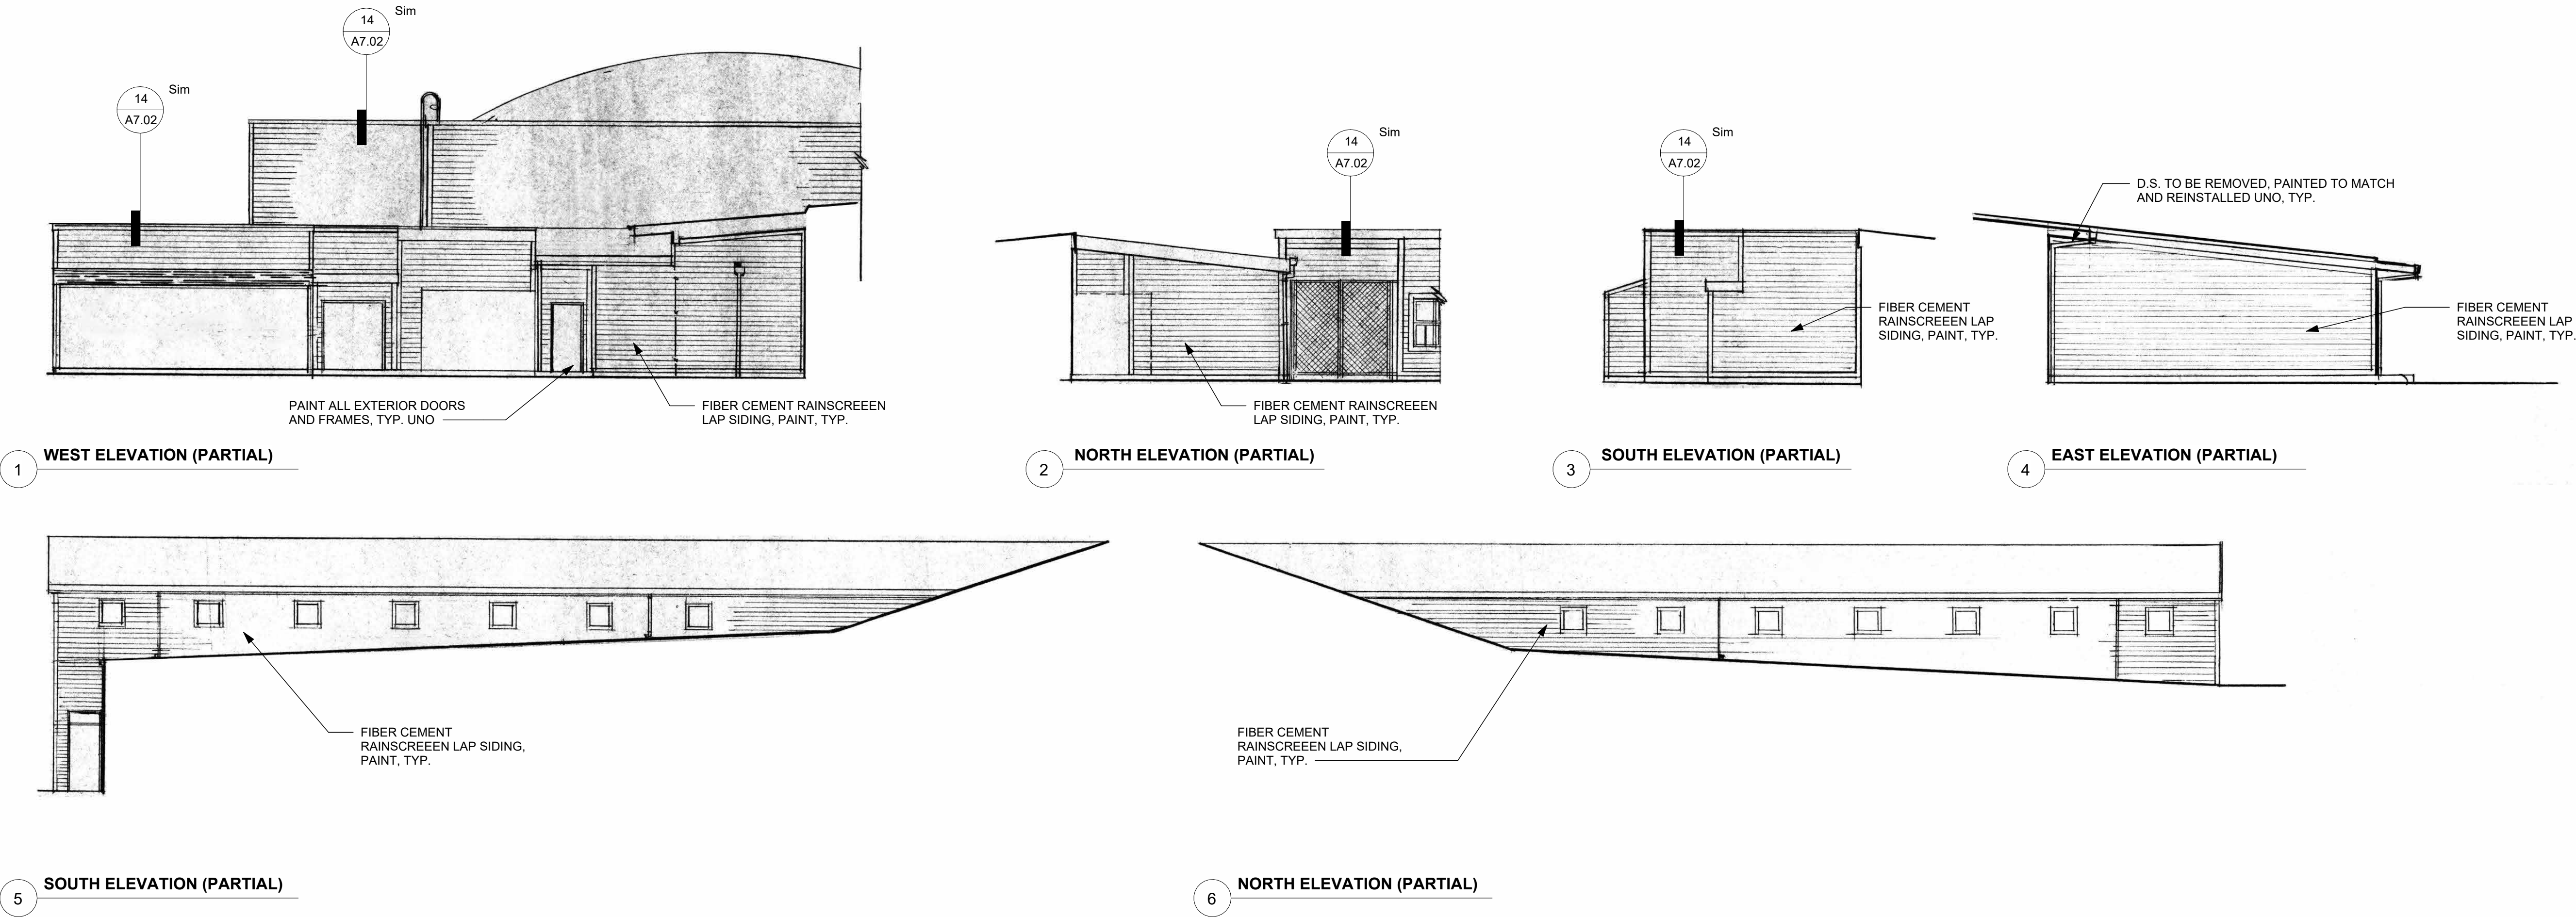 14
A7.02
Sim
14
A7.02
Sim
PAINT ALL EXTERIOR DOORS
AND FRAMES, TYP. UNO
FIBER CEMENT RAINSCREEEN
LAP SIDING, PAINT, TYP.
1
WEST ELEVATION (PARTIAL)
14
A7.02
Sim
FIBER CEMENT RAINSCREEEN
LAP SIDING, PAINT, TYP.
2
NORTH ELEVATION (PARTIAL)
14
A7.02
Sim
FIBER CEMENT
RAINSCREEEN LAP
SIDING, PAINT, TYP.
3
SOUTH ELEVATION (PARTIAL)
D.S. TO BE REMOVED, PAINTED TO MATCH
AND REINSTALLED UNO, TYP.
FIBER CEMENT
RAINSCREEEN LAP
SIDING, PAINT, TYP.
4
EAST ELEVATION (PARTIAL)
FIBER CEMENT
RAINSCREEEN LAP SIDING,
PAINT, TYP.
5
SOUTH ELEVATION (PARTIAL)
FIBER CEMENT
RAINSCREEEN LAP SIDING,
PAINT, TYP.
6
NORTH ELEVATION (PARTIAL)